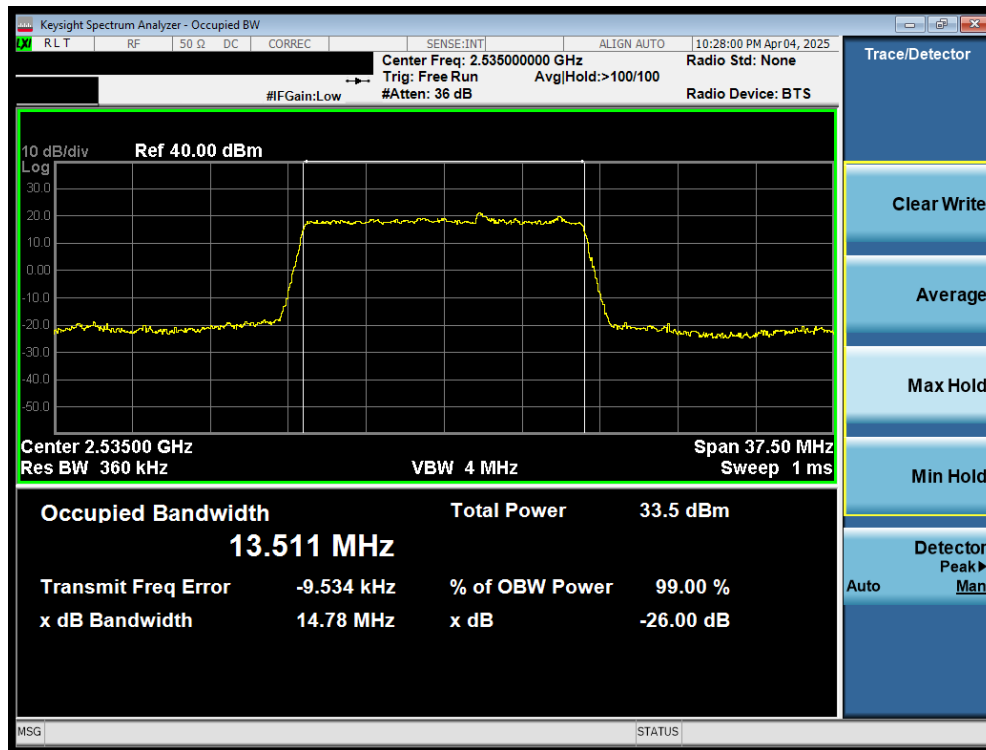 Keysight Spectrum Analyzer - Occupied BW
LXI RLT RF 50 Ω DC CORREC SENSE:INT ALIGN AUTO 10:28:00 PM Apr 04, 2025
Center Freq: 2.535000000 GHz Radio Std: None
Trig: Free Run Avg|Hold:>100/100
#IFGain:Low #Atten: 36 dB Radio Device: BTS
10 dB/div Ref 40.00 dBm
Log
30.0
20.0
10.0
0.00
-10.0
-20.0
-30.0
-40.0
-50.0
Center 2.53500 GHz Span 37.50 MHz
Res BW 360 kHz VBW 4 MHz Sweep 1 ms
Occupied Bandwidth Total Power 33.5 dBm
13.511 MHz
Transmit Freq Error -9.534 kHz % of OBW Power 99.00 %
x dB Bandwidth 14.78 MHz x dB -26.00 dB
MSG STATUS
Trace/Detector
Clear Write
Average
Max Hold
Min Hold
Detector
Peak▶
Auto Man